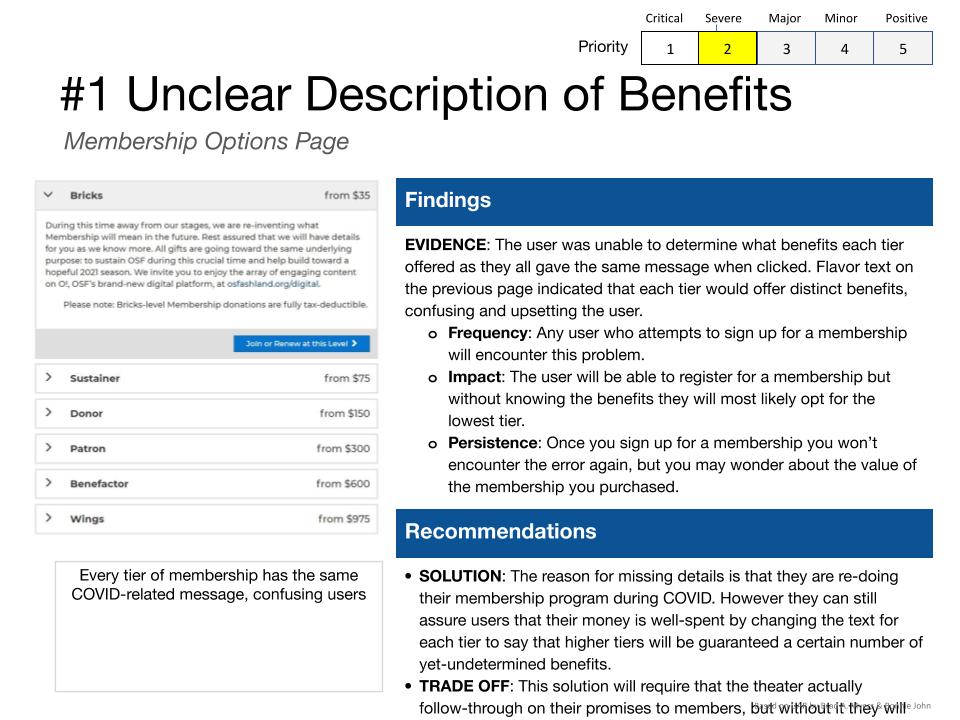 Critical Severe Major Minor Positive
Priority 1 2 3 4 5
#1 Unclear Description of Benefits
Membership Options Page
Bricks from $35
During this time away from our stages, we are re-inventing what
Membership will mean in the future. Rest assured that we will have details
for you as we know more. All gifts are going toward the same underlying
purpose: to sustain OSF during this crucial time and help build toward a
hopeful 2021 season. We invite you to enjoy the array of engaging content
on O!, OSF's brand-new digital platform, at osfashland.org/digital.
Please note: Bricks-level Membership donations are fully tax-deductible.
Join or Renew at this Level
Sustainer from $75
Donor from $150
Patron from $300
Benefactor from $600
Wings from $975
Every tier of membership has the same
COVID-related message, confusing users
Findings
EVIDENCE: The user was unable to determine what benefits each tier
offered as they all gave the same message when clicked. Flavor text on
the previous page indicated that each tier would offer distinct benefits,
confusing and upsetting the user.
o Frequency: Any user who attempts to sign up for a membership
will encounter this problem.
o Impact: The user will be able to register for a membership but
without knowing the benefits they will most likely opt for the
lowest tier.
o Persistence: Once you sign up for a membership you won't
encounter the error again, but you may wonder about the value of
the membership you purchased.
Recommendations
• SOLUTION: The reason for missing details is that they are re-doing
their membership program during COVID. However they can still
assure users that their money is well-spent by changing the text for
each tier to say that higher tiers will be guaranteed a certain number of
yet-undetermined benefits.
• TRADE OFF: This solution will require that the theater actually
follow-through on their promises to members, but without it they will
John